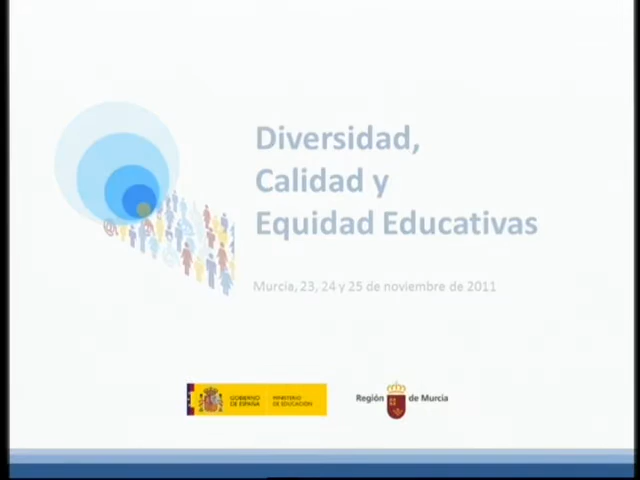 Diversidad,
Calidad y
Equidad Educativas
Murcia, 23, 24 y 25 de noviembre de 2011
GOBIERNO DE ESPAÑA
MINISTERIO DE EDUCACIÓN
Región de Murcia